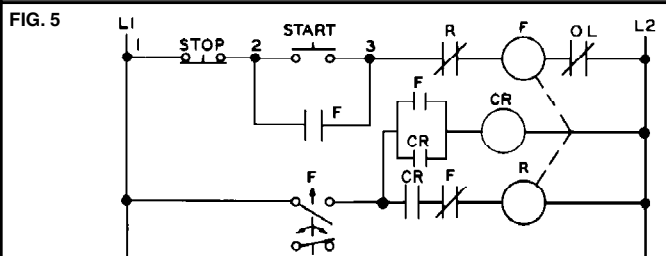 FIG. 5
L1 L2
1 STOP 2 START 3 R F OL
F
F CR
CR
F CR F R